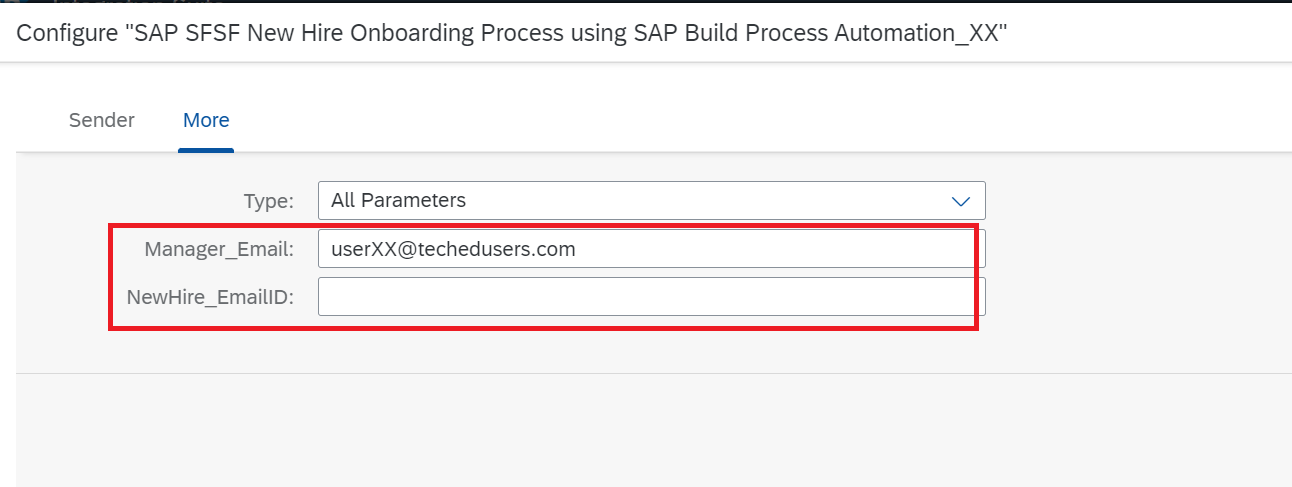 Configure "SAP SFSF New Hire Onboarding Process using SAP Build Process Automation_XX"
Sender More
Type: All Parameters
Manager_Email: userXX@techedusers.com
NewHire_EmailID: